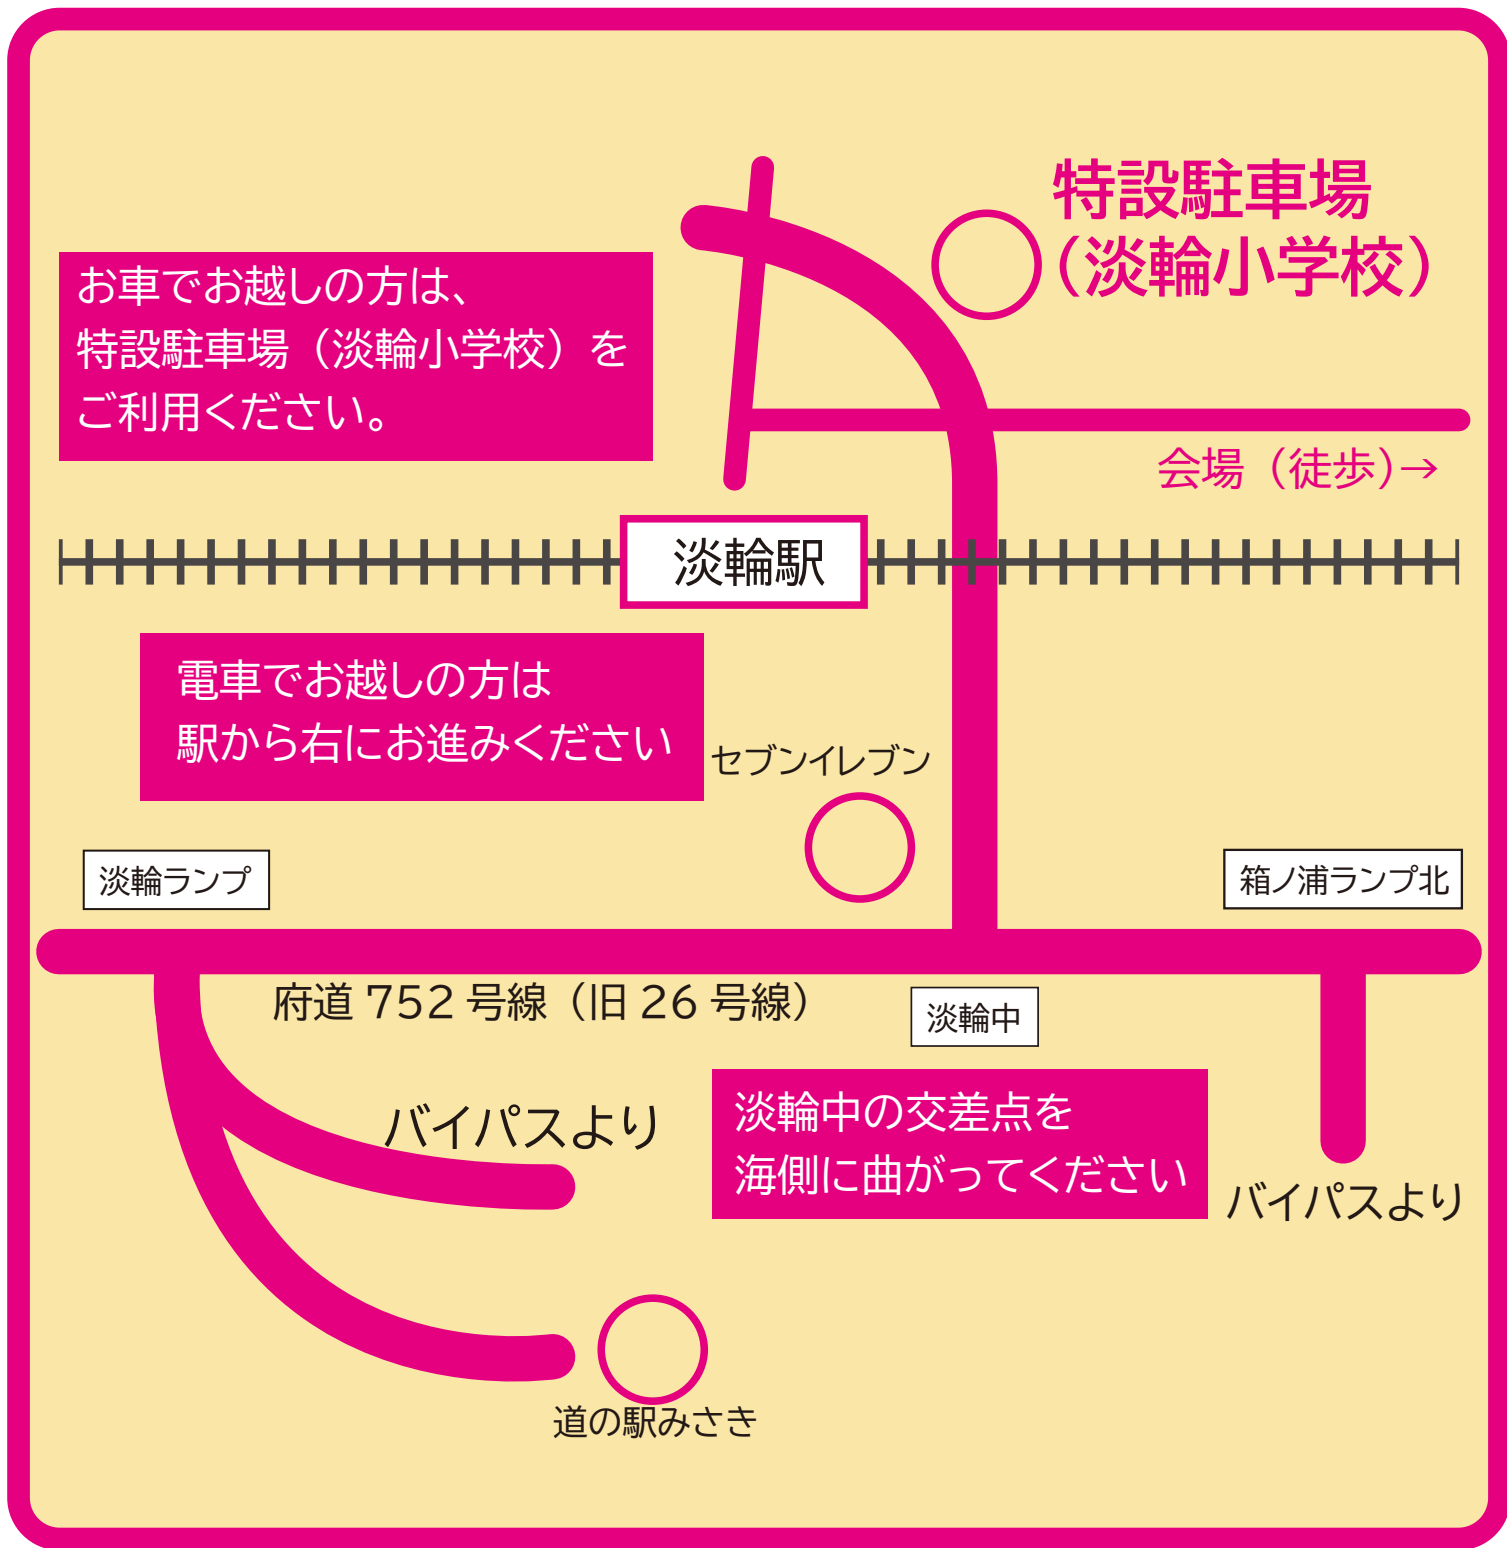 特設駐車場
（淡輪小学校）
お車でお越しの方は、
特設駐車場（淡輪小学校）を
ご利用ください。
会場（徒歩）→
淡輪駅
電車でお越しの方は
駅から右にお進みください
セブンイレブン
淡輪ランプ
箱ノ浦ランプ北
府道 752 号線（旧 26 号線）
淡輪中
バイパスより
淡輪中の交差点を
海側に曲がってください
バイパスより
道の駅みさき